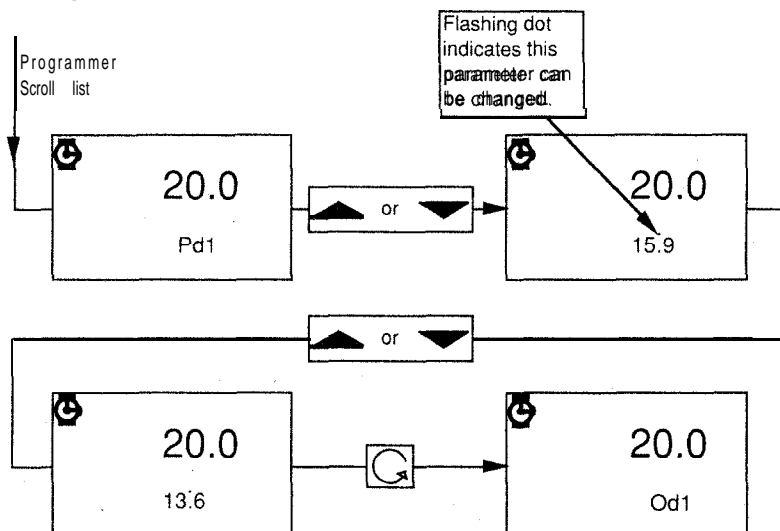 Programmer
Scroll list
Flashing dot
indicates this
parameter can
be changed.
20.0
Pd1
or
20.0
15.9
or
20.0
13.6
20.0
Od1